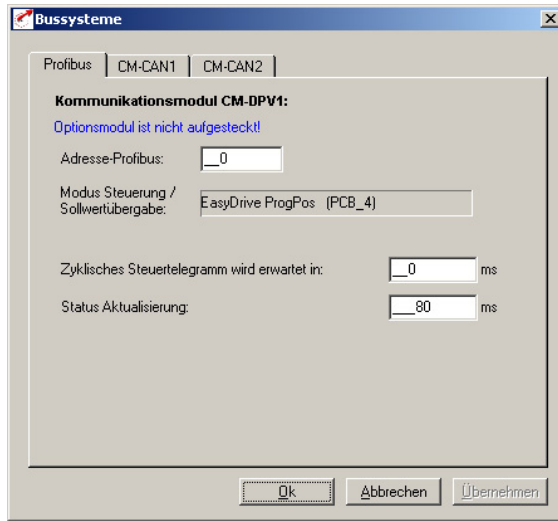 Bussysteme
Profibus CM-CAN1 CM-CAN2
Kommunikationsmodul CM-DPV1:
Optionsmodul ist nicht aufgesteckt!
Adresse-Profibus: __0
Modus Steuerung /
Sollwertübergabe: EasyDrive ProgPos (PCB_4)
Zyklisches Steuertelegramm wird erwartet in: __0 ms
Status Aktualisierung: ___80 ms
Ok Abbrechen Übernehmen